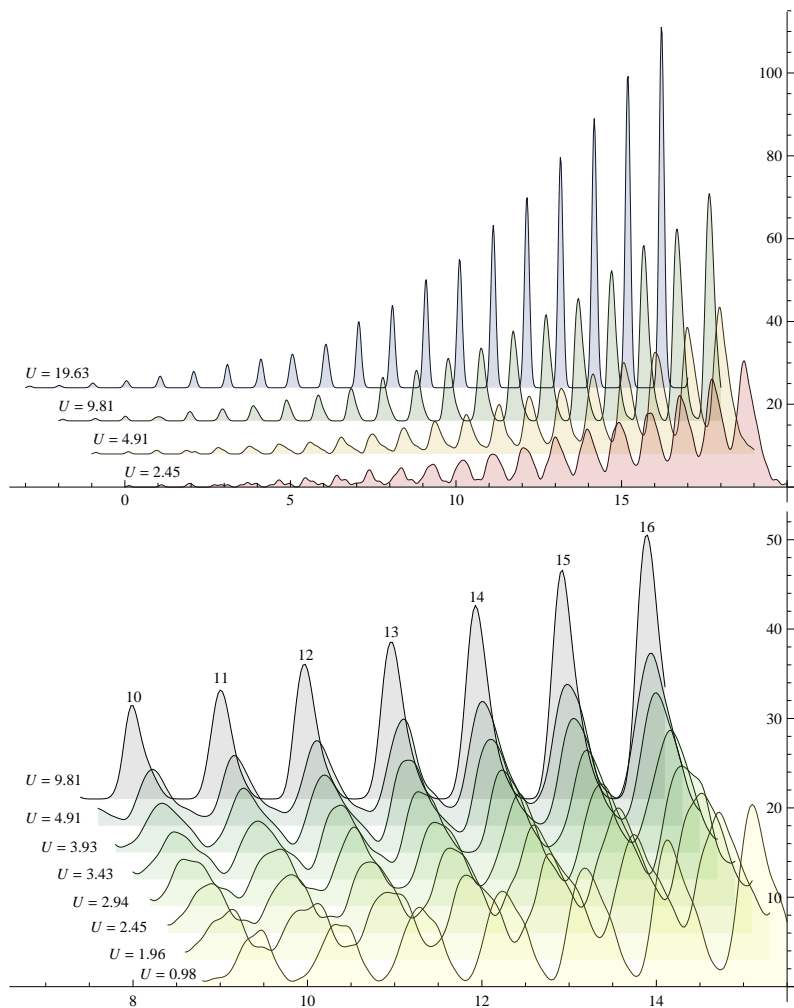 100
80
60
40
U = 19.63
U = 9.81
20
U = 4.91
U = 2.45
0 5 10 15
50
16
15
14
40
13
12
11
10
30
U = 9.81
20
U = 4.91
U = 3.93
U = 3.43
U = 2.94
10
U = 2.45
U = 1.96
U = 0.98
8 10 12 14